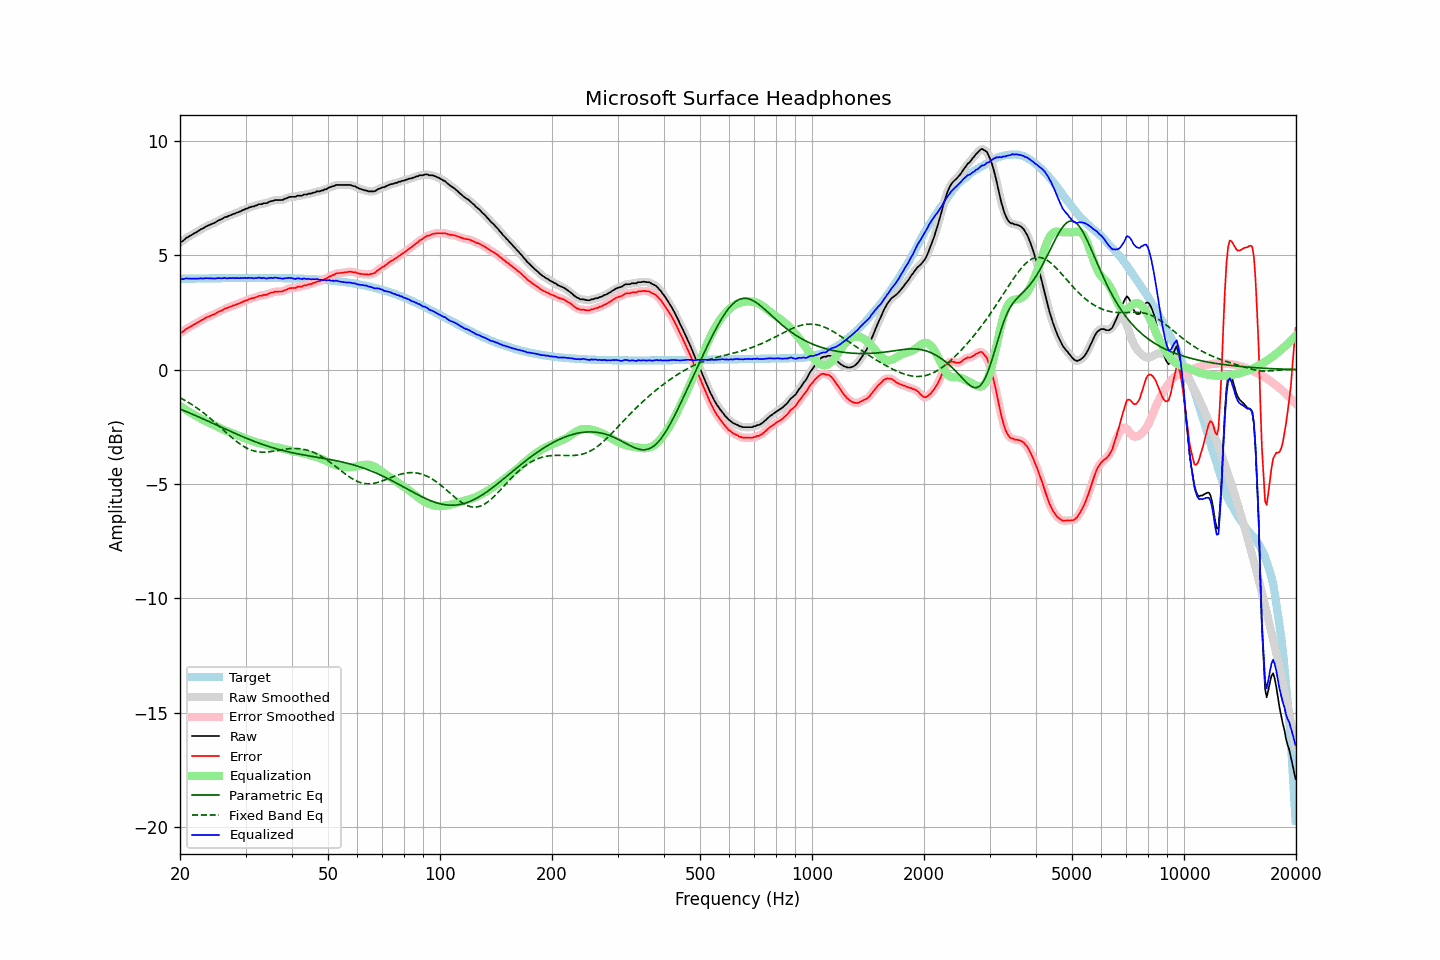 Microsoft Surface Headphones
Amplitude (dBr)
10
5
0
−5
−10
−15
−20
Target
Raw Smoothed
Error Smoothed
Raw
Error
Equalization
Parametric Eq
Fixed Band Eq
Equalized
20 50 100 200 500 1000 2000 5000 10000 20000
Frequency (Hz)